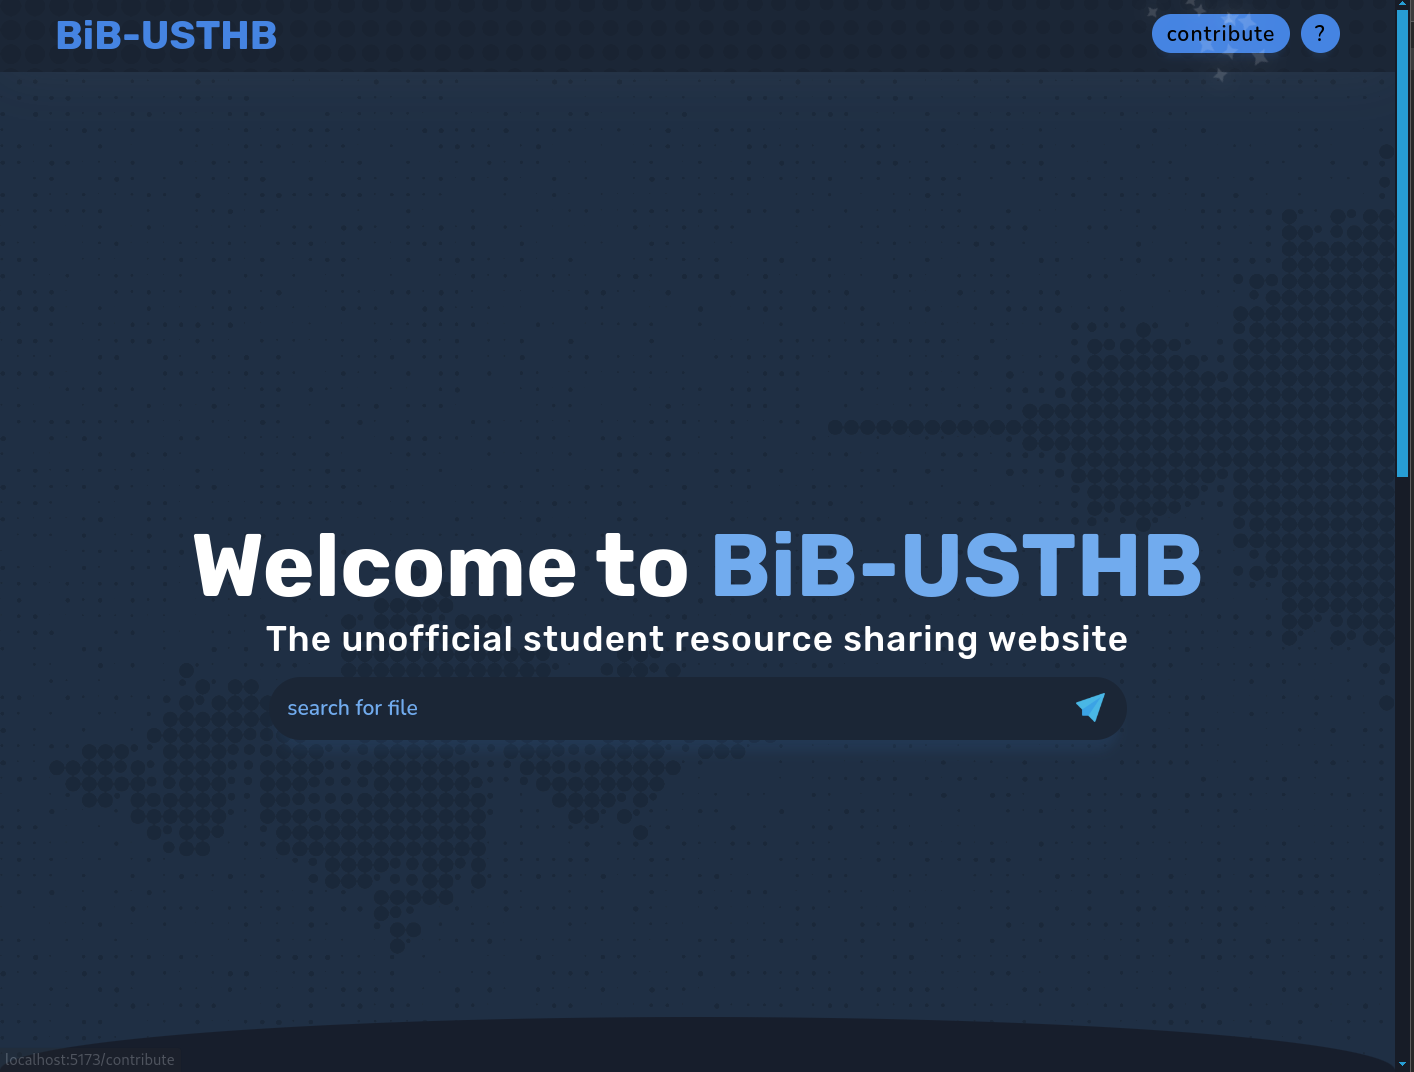 BiB-USTHB
contribute
?
Welcome to BiB-USTHB
The unofficial student resource sharing website
search for file
localhost:5173/contribute